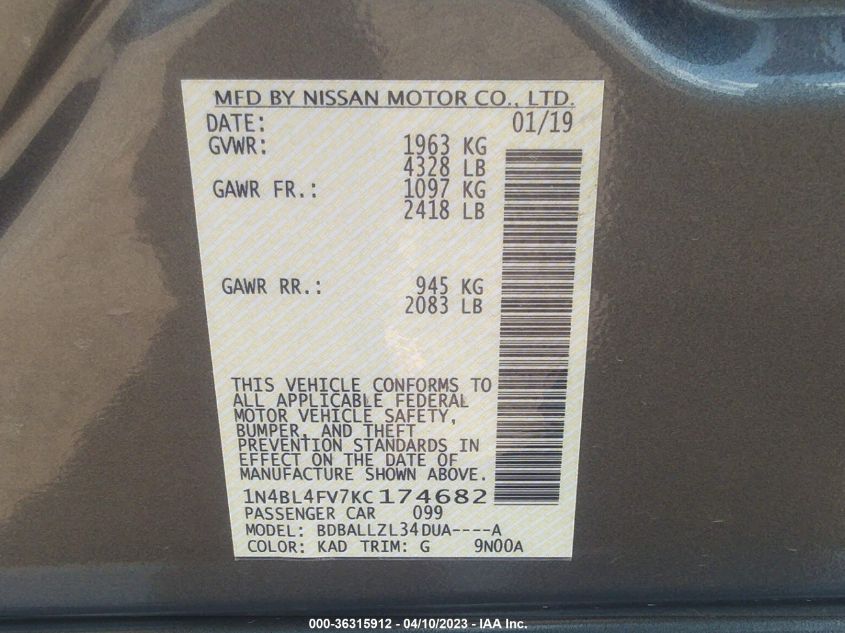 MFD BY NISSAN MOTOR CO., LTD.
DATE: 01/19
GVWR: 1963 KG
4328 LB
GAWR FR.: 1097 KG
2418 LB
GAWR RR.: 945 KG
2083 LB
THIS VEHICLE CONFORMS TO
ALL APPLICABLE FEDERAL
MOTOR VEHICLE SAFETY,
BUMPER, AND THEFT
PREVENTION STANDARDS IN
EFFECT ON THE DATE OF
MANUFACTURE SHOWN ABOVE.
1N4BL4FV7KC174682
PASSENGER CAR 099
MODEL: BDBALLZL34DUA----A
COLOR: KAD TRIM: G 9N00A
000-36315912 - 04/10/2023 - IAA Inc.